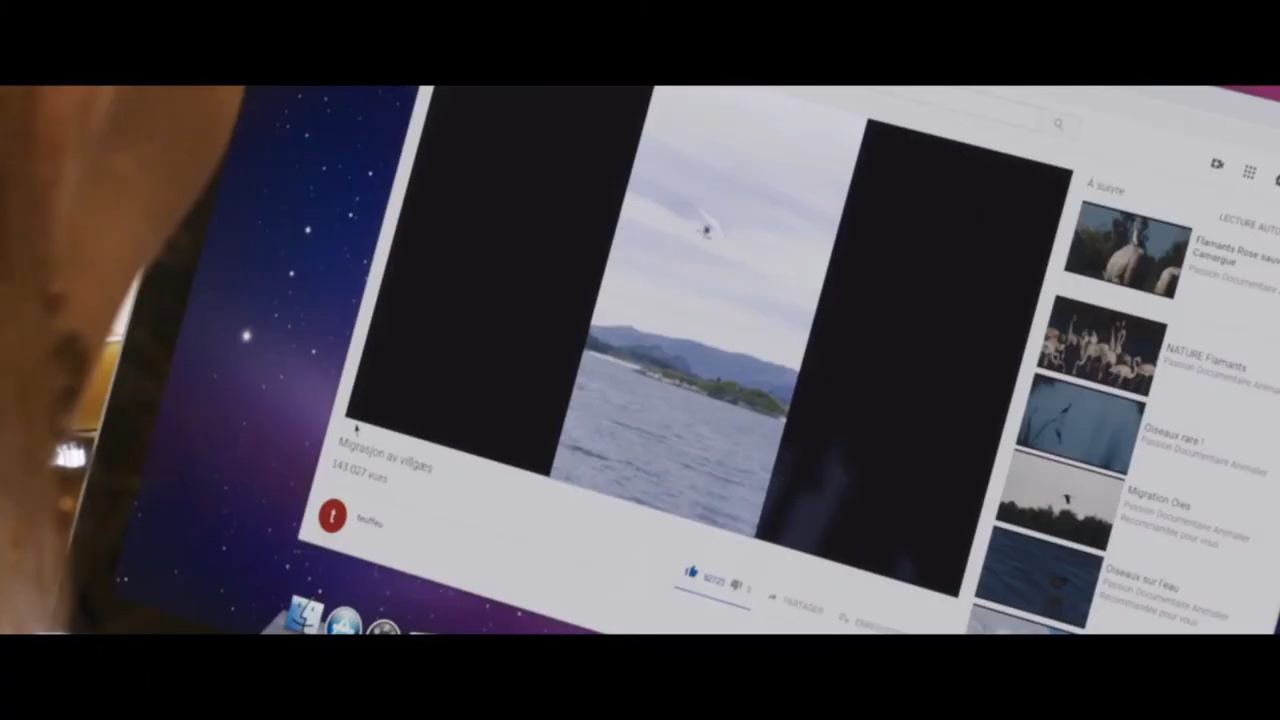 À suivre
LECTURE AUTO
Flamants Rose sau
Camargue
Passion Documentaire
NATURE Flamants
Passion Documentaire Anima
Oiseaux rare !
Passion Documentaire Animalier
Migration Oies
Passion Documentaire Animalier
Recommandée pour vous
Oiseaux sur l'eau
Passion Documentaire Animalier
Recommandée pour vous
Migrasjon av villgæs
143 027 vues
t
PARTAGER